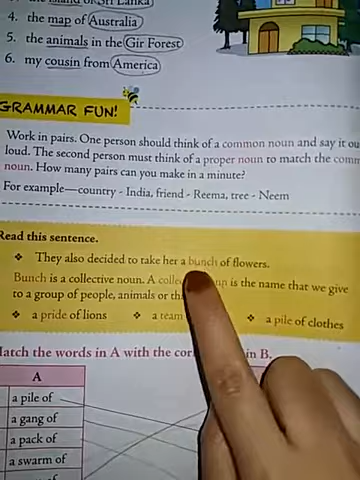 Sri Lanka
4. the map of Australia
5. the animals in the Gir Forest
6. my cousin from America
GRAMMAR FUN!
Work in pairs. One person should think of a common noun and say it ou
loud. The second person must think of a proper noun to match the comm
noun. How many pairs can you make in a minute?
For example—country - India, friend - Reema, tree - Neem
Read this sentence.
❖ They also decided to take her a bunch of flowers.
Bunch is a collective noun. A colle un is the name that we give
to a group of people, animals or th
❖ a pride of lions ❖ a team ❖ a pile of clothes
Match the words in A with the cor in B.
A
a pile of
a gang of
a pack of
a swarm of